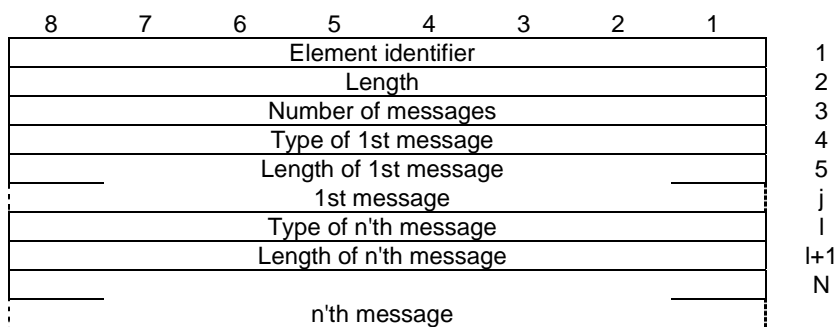 8 7 6 5 4 3 2 1
Element identifier 1
Length 2
Number of messages 3
Type of 1st message 4
Length of 1st message 5
1st message j
Type of n'th message l
Length of n'th message l+1
N
n'th message